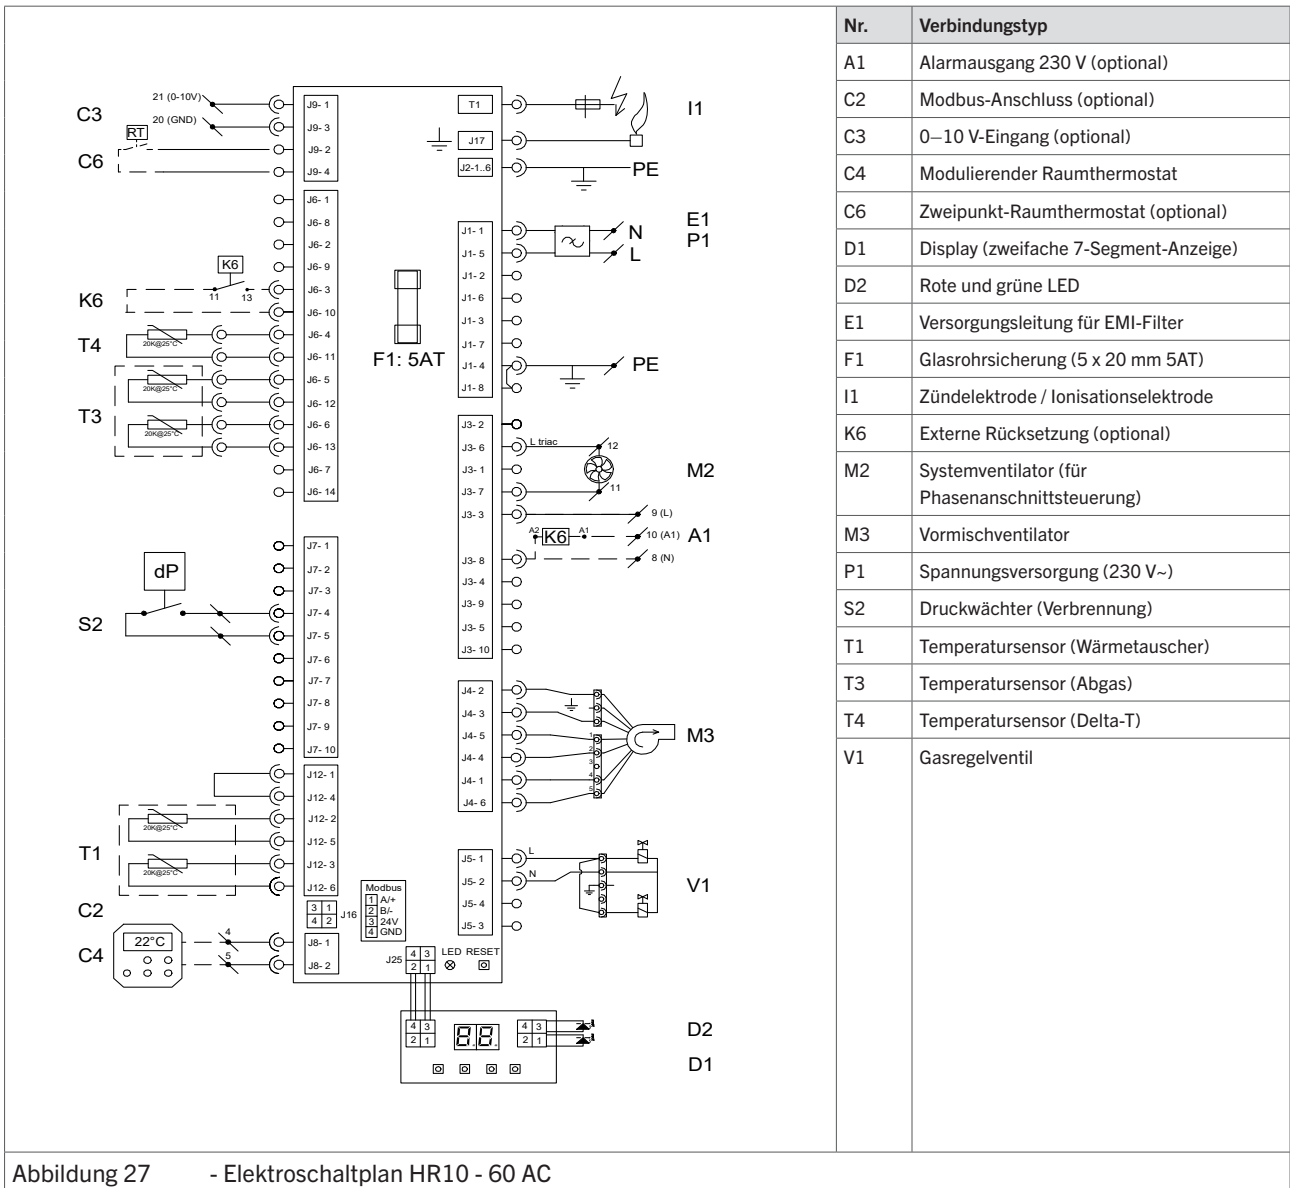 C3
21 (0-10V)
20 (GND)
RT
C6
K6
K6
11 13
T4
20K@25°C
20K@25°C
T3
20K@25°C
dP
S2
20K@25°C
T1
20K@25°C
C2
C4
22°C
4
5
J9- 1
J9- 3
J9- 2
J9- 4
J6- 1
J6- 8
J6- 2
J6- 9
J6- 3
J6- 10
J6- 4
J6- 11
J6- 5
J6- 12
J6- 6
J6- 13
J6- 7
J6- 14
J7- 1
J7- 2
J7- 3
J7- 4
J7- 5
J7- 6
J7- 7
J7- 8
J7- 9
J7- 10
J12- 1
J12- 4
J12- 2
J12- 5
J12- 3
J12- 6
3 1
4 2
J16
Modbus
1 A/+
2 B/-
3 24V
4 GND
J8- 1
J8- 2
F1: 5AT
J25
4 3
2 1
LED RESET
T1
J17
J2-1..6
J1- 1
J1- 5
J1- 2
J1- 6
J1- 3
J1- 7
J1- 4
J1- 8
J3- 2
J3- 6
J3- 1
J3- 7
J3- 3
J3- 8
J3- 4
J3- 9
J3- 5
J3- 10
J4- 2
J4- 3
J4- 5
J4- 4
J4- 1
J4- 6
J5- 1
J5- 2
J5- 4
J5- 3
I1
PE
E1
P1
N
L
PE
L triac
12
11
M2
9 (L)
A2 K6 A1
10 (A1)
A1
8 (N)
1
2
3
4
5
M3
L
N
V1
4 3
2 1
8.8.
4 3
2 1
D2
D1
Nr. Verbindungstyp
A1 Alarmausgang 230 V (optional)
C2 Modbus-Anschluss (optional)
C3 0–10 V-Eingang (optional)
C4 Modulierender Raumthermostat
C6 Zweipunkt-Raumthermostat (optional)
D1 Display (zweifache 7-Segment-Anzeige)
D2 Rote und grüne LED
E1 Versorgungsleitung für EMI-Filter
F1 Glasrohrsicherung (5 x 20 mm 5AT)
I1 Zündelektrode / Ionisationselektrode
K6 Externe Rücksetzung (optional)
M2 Systemventilator (für
Phasenanschnittsteuerung)
M3 Vormischventilator
P1 Spannungsversorgung (230 V~)
S2 Druckwächter (Verbrennung)
T1 Temperatursensor (Wärmetauscher)
T3 Temperatursensor (Abgas)
T4 Temperatursensor (Delta-T)
V1 Gasregelventil
Abbildung 27 - Elektroschaltplan HR10 - 60 AC